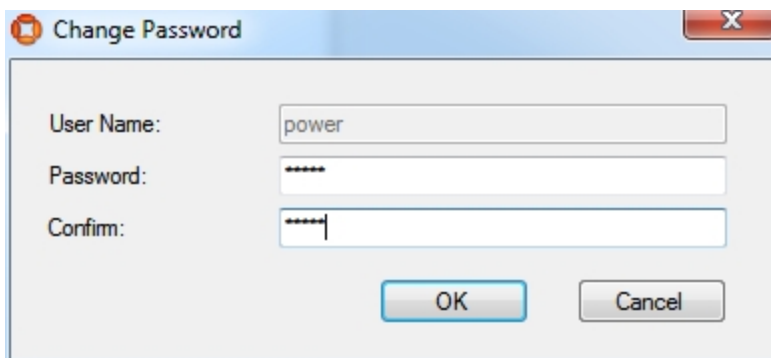 Change Password
User Name: power
Password: *****
Confirm: *****
OK Cancel